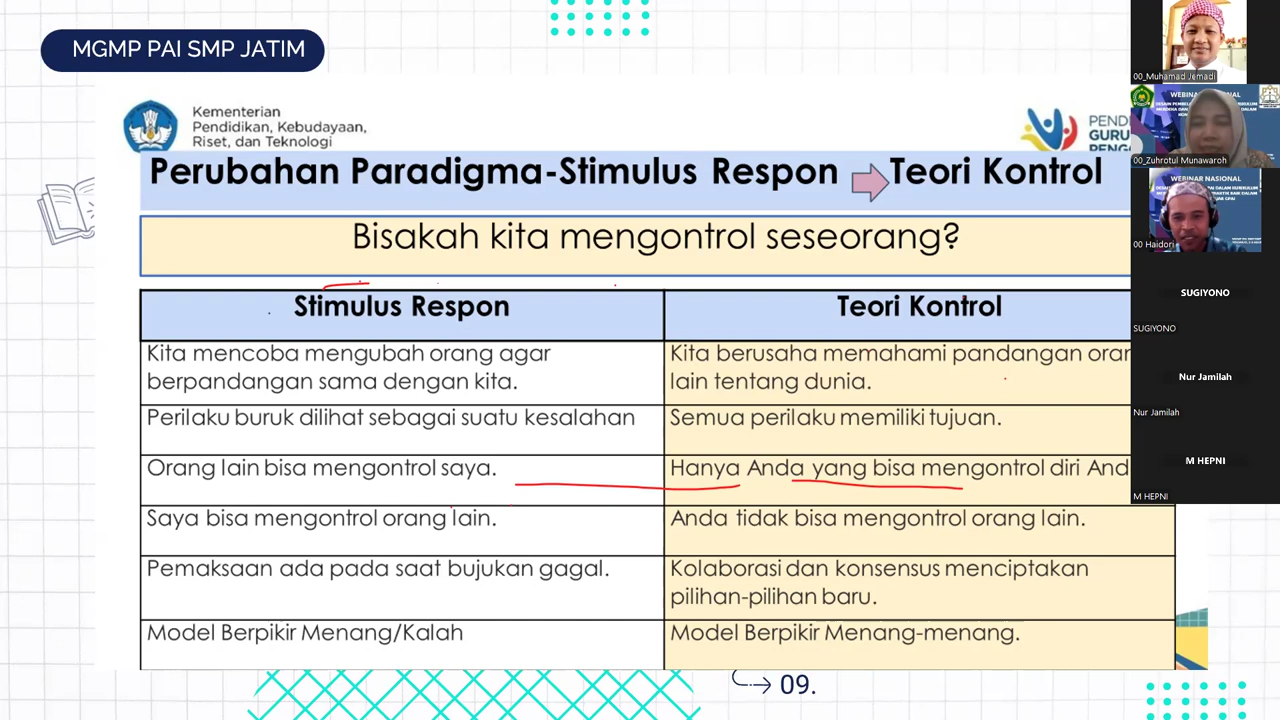 MGMP PAI SMP JATIM
Kementerian
Pendidikan, Kebudayaan,
Riset, dan Teknologi
PENDI
GURU
PENGG
Perubahan Paradigma-Stimulus Respon Teori Kontrol
Bisakah kita mengontrol seseorang?
Stimulus Respon
Teori Kontrol
Kita mencoba mengubah orang agar
berpandangan sama dengan kita.
Kita berusaha memahami pandangan oran
lain tentang dunia.
Perilaku buruk dilihat sebagai suatu kesalahan
Semua perilaku memiliki tujuan.
Orang lain bisa mengontrol saya.
Hanya Anda yang bisa mengontrol diri And
Saya bisa mengontrol orang lain.
Anda tidak bisa mengontrol orang lain.
Pemaksaan ada pada saat bujukan gagal.
Kolaborasi dan konsensus menciptakan
pilihan-pilihan baru.
Model Berpikir Menang/Kalah
Model Berpikir Menang-menang.
09.
00_Muhamad Jemadi
WEBINAR
00_Zuhrotul Munawaroh
WEBINAR NASIONAL
00 Haidori
SUGIYONO
SUGIYONO
Nur Jamilah
Nur Jamilah
M HEPNI
M HEPNI